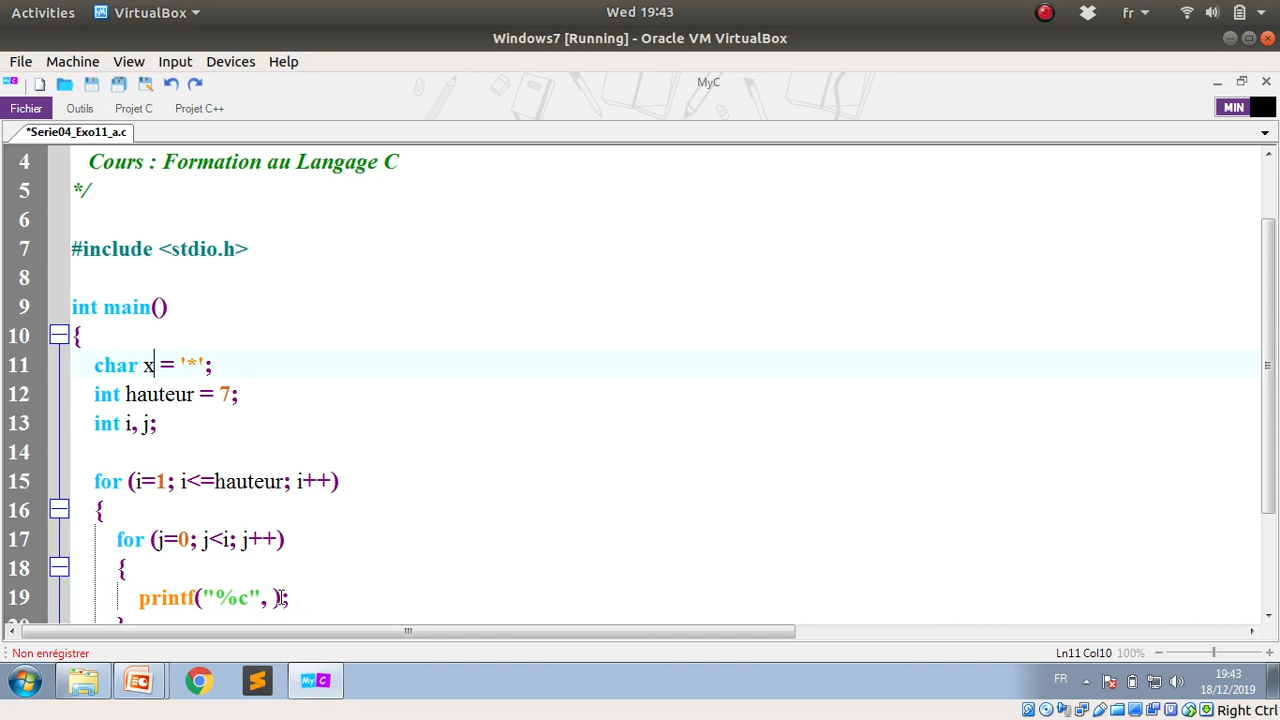 Activities VirtualBox Wed 19:43 fr
Windows7 [Running] - Oracle VM VirtualBox
File Machine View Input Devices Help
MyC
Fichier Outils Projet C Projet C++ MIN
*Serie04_Exo11_a.c
4 Cours : Formation au Langage C
5 */
6
7 #include <stdio.h>
8
9 int main()
10 {
11 char x = '*';
12 int hauteur = 7;
13 int i, j;
14
15 for (i=1; i<=hauteur; i++)
16 {
17 for (j=0; j<i; j++)
18 {
19 printf("%c", );
20 }
Non enrégistrer Ln11 Col10 100%
MyC FR 19:43
18/12/2019
Right Ctrl